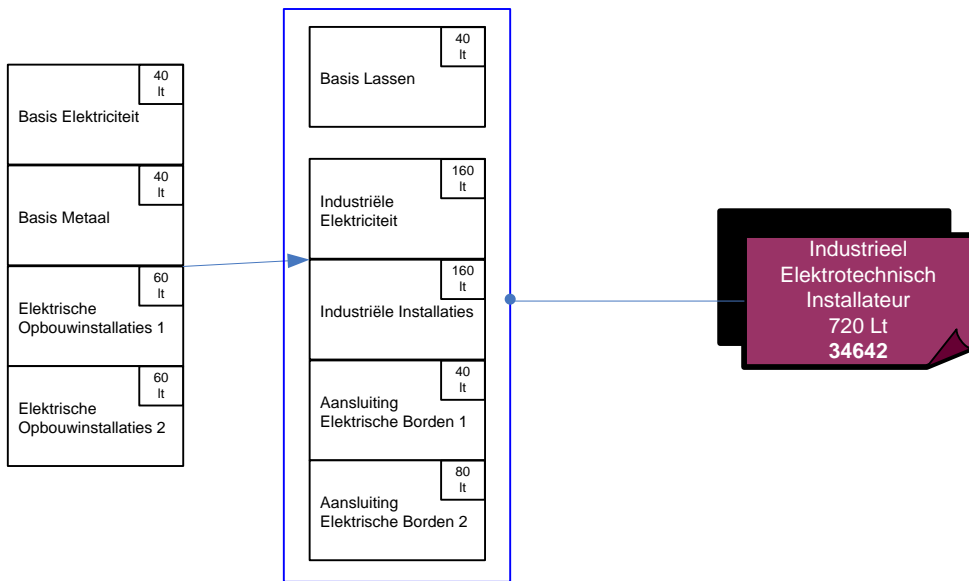 40
lt
Basis Elektriciteit
40
lt
Basis Metaal
60
lt
Elektrische
Opbouwinstallaties 1
60
lt
Elektrische
Opbouwinstallaties 2
40
lt
Basis Lassen
160
lt
Industriële
Elektriciteit
160
lt
Industriële Installaties
40
lt
Aansluiting
Elektrische Borden 1
80
lt
Aansluiting
Elektrische Borden 2
Industrieel
Elektrotechnisch
Installateur
720 Lt
34642